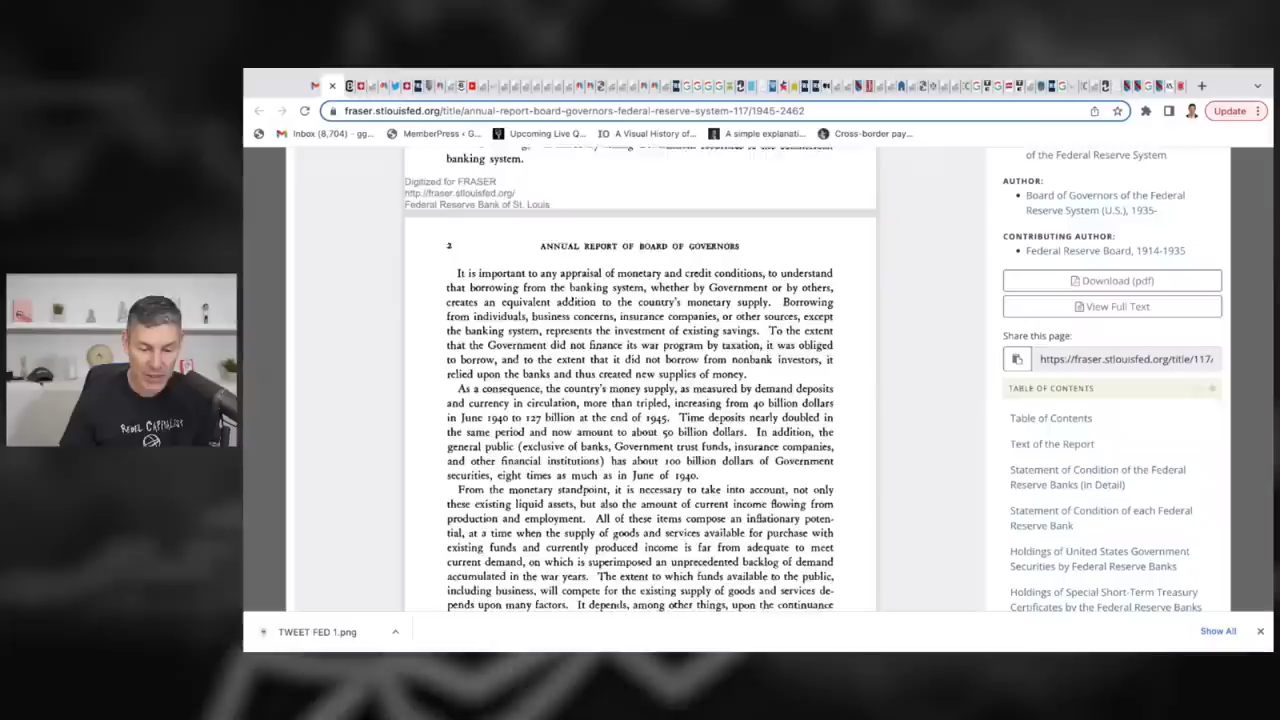 fraser.stlouisfed.org/title/annual-report-board-governors-federal-reserve-system-117/1945-2462
Update
Inbox (8,704) - gg...
MemberPress ‹ G...
Upcoming Live Q...
IO A Visual History of...
A simple explanati...
Cross-border pay...
banking system.
Digitized for FRASER
http://fraser.stlouisfed.org/
Federal Reserve Bank of St. Louis
2 ANNUAL REPORT OF BOARD OF GOVERNORS
It is important to any appraisal of monetary and credit conditions, to understand
that borrowing from the banking system, whether by Government or by others,
creates an equivalent addition to the country's monetary supply. Borrowing
from individuals, business concerns, insurance companies, or other sources, except
the banking system, represents the investment of existing savings. To the extent
that the Government did not finance its war program by taxation, it was obliged
to borrow, and to the extent that it did not borrow from nonbank investors, it
relied upon the banks and thus created new supplies of money.
As a consequence, the country's money supply, as measured by demand deposits
and currency in circulation, more than tripled, increasing from 40 billion dollars
in June 1940 to 127 billion at the end of 1945. Time deposits nearly doubled in
the same period and now amount to about 50 billion dollars. In addition, the
general public (exclusive of banks, Government trust funds, insurance companies,
and other financial institutions) has about 100 billion dollars of Government
securities, eight times as much as in June of 1940.
From the monetary standpoint, it is necessary to take into account, not only
these existing liquid assets, but also the amount of current income flowing from
production and employment. All of these items compose an inflationary poten-
tial, at a time when the supply of goods and services available for purchase with
existing funds and currently produced income is far from adequate to meet
current demand, on which is superimposed an unprecedented backlog of demand
accumulated in the war years. The extent to which funds available to the public,
including business, will compete for the existing supply of goods and services de-
pends upon many factors. It depends, among other things, upon the continuance
of the Federal Reserve System
AUTHOR:
Board of Governors of the Federal
Reserve System (U.S.), 1935-
CONTRIBUTING AUTHOR:
Federal Reserve Board, 1914-1935
Download (pdf)
View Full Text
Share this page:
https://fraser.stlouisfed.org/title/117/
TABLE OF CONTENTS
Table of Contents
Text of the Report
Statement of Condition of the Federal
Reserve Banks (In Detail)
Statement of Condition of each Federal
Reserve Bank
Holdings of United States Government
Securities by Federal Reserve Banks
Holdings of Special Short-Term Treasury
Certificates by the Federal Reserve Banks
REBEL CAPITALIST
TWEET FED 1.png
Show All